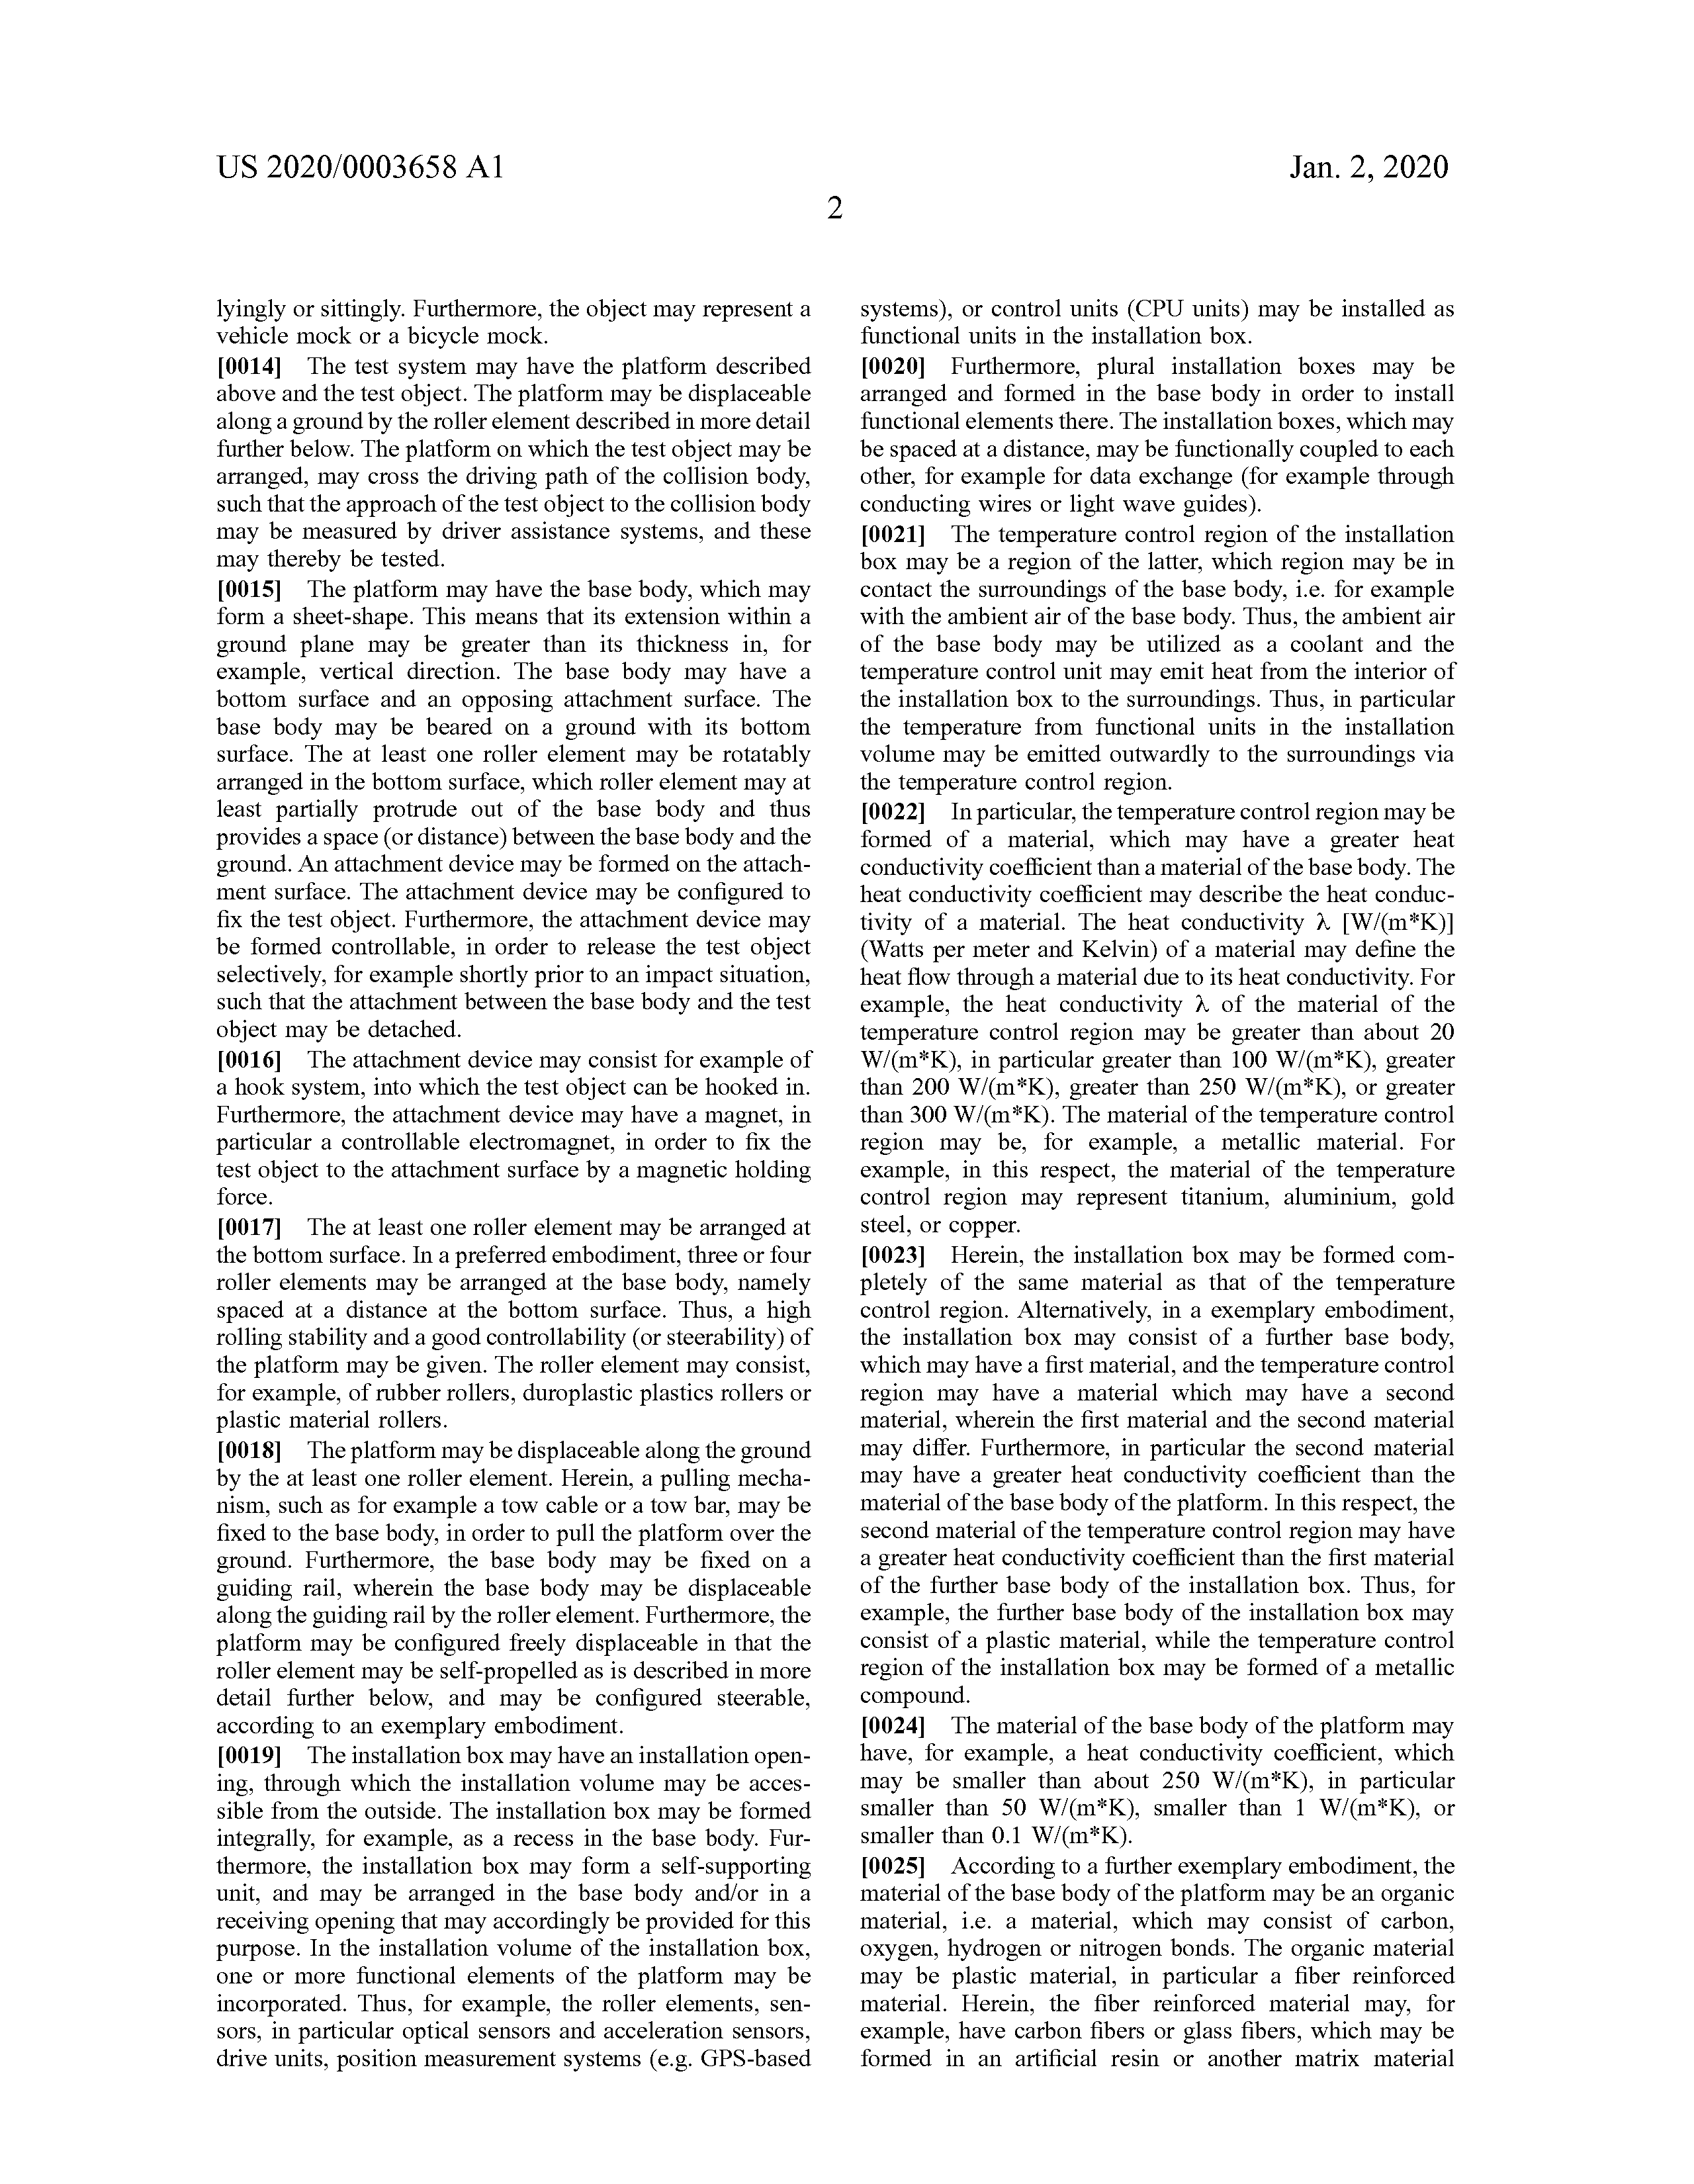 US 2020/0003658 A1
Jan. 2, 2020
2
lyingly or sittingly. Furthermore, the object may represent a
vehicle mock or a bicycle mock.
[0014] The test system may have the platform described
above and the test object. The platform may be displaceable
along a ground by the roller element described in more detail
further below. The platform on which the test object may be
arranged, may cross the driving path of the collision body,
such that the approach of the test object to the collision body
may be measured by driver assistance systems, and these
may thereby be tested.
[0015] The platform may have the base body, which may
form a sheet-shape. This means that its extension within a
ground plane may be greater than its thickness in, for
example, vertical direction. The base body may have a
bottom surface and an opposing attachment surface. The
base body may be beared on a ground with its bottom
surface. The at least one roller element may be rotatably
arranged in the bottom surface, which roller element may at
least partially protrude out of the base body and thus
provides a space (or distance) between the base body and the
ground. An attachment device may be formed on the attach-
ment surface. The attachment device may be configured to
fix the test object. Furthermore, the attachment device may
be formed controllable, in order to release the test object
selectively, for example shortly prior to an impact situation,
such that the attachment between the base body and the test
object may be detached.
[0016] The attachment device may consist for example of
a hook system, into which the test object can be hooked in.
Furthermore, the attachment device may have a magnet, in
particular a controllable electromagnet, in order to fix the
test object to the attachment surface by a magnetic holding
force.
[0017] The at least one roller element may be arranged at
the bottom surface. In a preferred embodiment, three or four
roller elements may be arranged at the base body, namely
spaced at a distance at the bottom surface. Thus, a high
rolling stability and a good controllability (or steerability) of
the platform may be given. The roller element may consist,
for example, of rubber rollers, duroplastic plastics rollers or
plastic material rollers.
[0018] The platform may be displaceable along the ground
by the at least one roller element. Herein, a pulling mecha-
nism, such as for example a tow cable or a tow bar, may be
fixed to the base body, in order to pull the platform over the
ground. Furthermore, the base body may be fixed on a
guiding rail, wherein the base body may be displaceable
along the guiding rail by the roller element. Furthermore, the
platform may be configured freely displaceable in that the
roller element may be self-propelled as is described in more
detail further below, and may be configured steerable,
according to an exemplary embodiment.
[0019] The installation box may have an installation open-
ing, through which the installation volume may be acces-
sible from the outside. The installation box may be formed
integrally, for example, as a recess in the base body. Fur-
thermore, the installation box may form a self-supporting
unit, and may be arranged in the base body and/or in a
receiving opening that may accordingly be provided for this
purpose. In the installation volume of the installation box,
one or more functional elements of the platform may be
incorporated. Thus, for example, the roller elements, sen-
sors, in particular optical sensors and acceleration sensors,
drive units, position measurement systems (e.g. GPS-based
systems), or control units (CPU units) may be installed as
functional units in the installation box.
[0020] Furthermore, plural installation boxes may be
arranged and formed in the base body in order to install
functional elements there. The installation boxes, which may
be spaced at a distance, may be functionally coupled to each
other, for example for data exchange (for example through
conducting wires or light wave guides).
[0021] The temperature control region of the installation
box may be a region of the latter, which region may be in
contact the surroundings of the base body, i.e. for example
with the ambient air of the base body. Thus, the ambient air
of the base body may be utilized as a coolant and the
temperature control unit may emit heat from the interior of
the installation box to the surroundings. Thus, in particular
the temperature from functional units in the installation
volume may be emitted outwardly to the surroundings via
the temperature control region.
[0022] In particular, the temperature control region may be
formed of a material, which may have a greater heat
conductivity coefficient than a material of the base body. The
heat conductivity coefficient may describe the heat conduc-
tivity of a material. The heat conductivity λ [W/(m*K)]
(Watts per meter and Kelvin) of a material may define the
heat flow through a material due to its heat conductivity. For
example, the heat conductivity λ of the material of the
temperature control region may be greater than about 20
W/(m*K), in particular greater than 100 W/(m*K), greater
than 200 W/(m*K), greater than 250 W/(m*K), or greater
than 300 W/(m*K). The material of the temperature control
region may be, for example, a metallic material. For
example, in this respect, the material of the temperature
control region may represent titanium, aluminium, gold
steel, or copper.
[0023] Herein, the installation box may be formed com-
pletely of the same material as that of the temperature
control region. Alternatively, in a exemplary embodiment,
the installation box may consist of a further base body,
which may have a first material, and the temperature control
region may have a material which may have a second
material, wherein the first material and the second material
may differ. Furthermore, in particular the second material
may have a greater heat conductivity coefficient than the
material of the base body of the platform. In this respect, the
second material of the temperature control region may have
a greater heat conductivity coefficient than the first material
of the further base body of the installation box. Thus, for
example, the further base body of the installation box may
consist of a plastic material, while the temperature control
region of the installation box may be formed of a metallic
compound.
[0024] The material of the base body of the platform may
have, for example, a heat conductivity coefficient, which
may be smaller than about 250 W/(m*K), in particular
smaller than 50 W/(m*K), smaller than 1 W/(m*K), or
smaller than 0.1 W/(m*K).
[0025] According to a further exemplary embodiment, the
material of the base body of the platform may be an organic
material, i.e. a material, which may consist of carbon,
oxygen, hydrogen or nitrogen bonds. The organic material
may be plastic material, in particular a fiber reinforced
material. Herein, the fiber reinforced material may, for
example, have carbon fibers or glass fibers, which may be
formed in an artificial resin or another matrix material